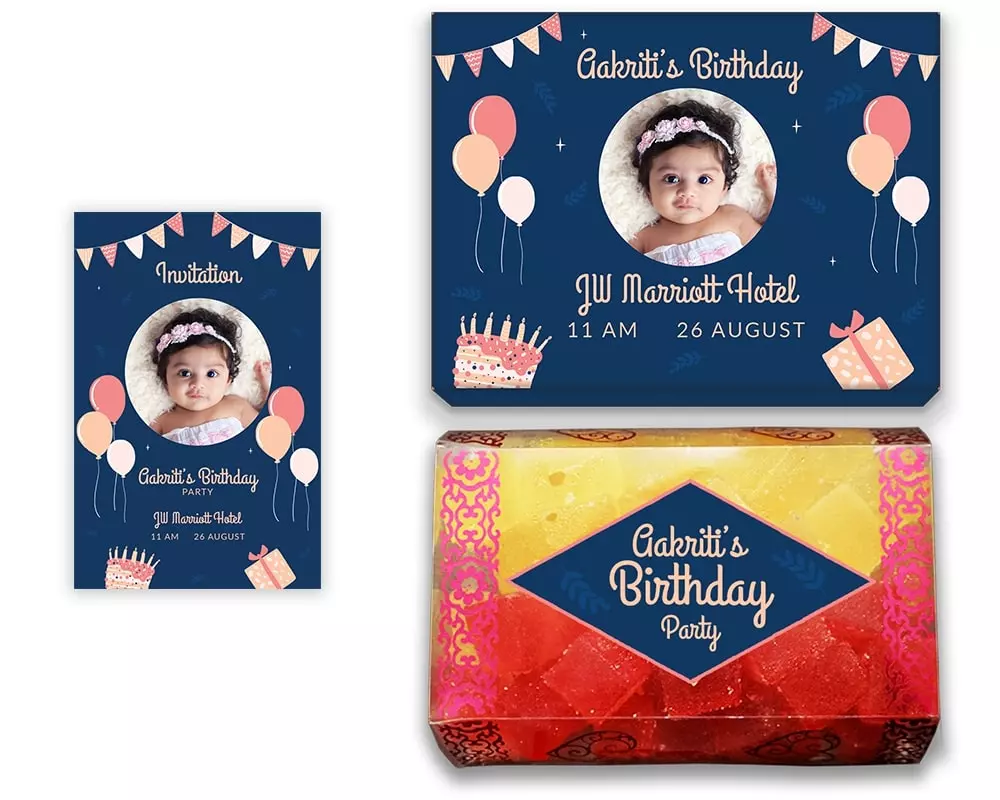 Invitation
Aakriti's Birthday
PARTY
JW Marriott Hotel
11 AM 26 AUGUST
Aakriti's Birthday
JW Marriott Hotel
11 AM 26 AUGUST
Aakriti's
Birthday
Party